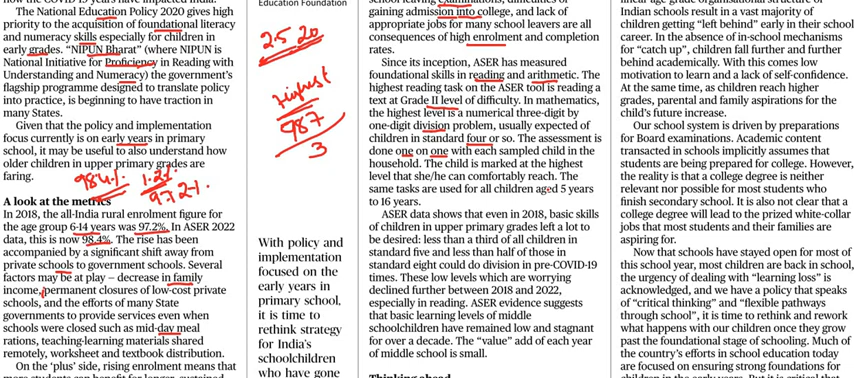 The National Education Policy 2020 gives high
priority to the acquisition of foundational literacy
and numeracy skills especially for children in
early grades. “NIPUN Bharat” (where NIPUN is
National Initiative for Proficiency in Reading with
Understanding and Numeracy) the government’s
flagship programme designed to translate policy
into practice, is beginning to have traction in
many States.
Given that the policy and implementation
focus currently is on early years in primary
school, it may be useful to also understand how
older children in upper primary grades are
faring.
98.4%
1.2%
97.2%
A look at the metrics
In 2018, the all-India rural enrolment figure for
the age group 6-14 years was 97.2%. In ASER 2022
data, this is now 98.4%. The rise has been
accompanied by a significant shift away from
private schools to government schools. Several
factors may be at play — decrease in family
income, permanent closures of low-cost private
schools, and the efforts of many State
governments to provide services even when
schools were closed such as mid-day meal
rations, teaching-learning materials shared
remotely, worksheet and textbook distribution.
On the ‘plus’ side, rising enrolment means that
Education Foundation
25 20
Highest
987
3
With policy and
implementation
focused on the
early years in
primary school,
it is time to
rethink strategy
for India’s
schoolchildren
who have gone
gaining admission into college, and lack of
appropriate jobs for many school leavers are all
consequences of high enrolment and completion
rates.
Since its inception, ASER has measured
foundational skills in reading and arithmetic. The
highest reading task on the ASER tool is reading a
text at Grade II level of difficulty. In mathematics,
the highest level is a numerical three-digit by
one-digit division problem, usually expected of
children in standard four or so. The assessment is
done one on one with each sampled child in the
household. The child is marked at the highest
level that she/he can comfortably reach. The
same tasks are used for all children aged 5 years
to 16 years.
ASER data shows that even in 2018, basic skills
of children in upper primary grades left a lot to
be desired: less than a third of all children in
standard five and less than half of those in
standard eight could do division in pre-COVID-19
times. These low levels which are worrying
declined further between 2018 and 2022,
especially in reading. ASER evidence suggests
that basic learning levels of middle
schoolchildren have remained low and stagnant
for over a decade. The “value” add of each year
of middle school is small.
Thinking ahead
Indian schools result in a vast majority of
children getting “left behind” early in their school
career. In the absence of in-school mechanisms
for “catch up”, children fall further and further
behind academically. With this comes low
motivation to learn and a lack of self-confidence.
At the same time, as children reach higher
grades, parental and family aspirations for the
child’s future increase.
Our school system is driven by preparations
for Board examinations. Academic content
transacted in schools implicitly assumes that
students are being prepared for college. However,
the reality is that a college degree is neither
relevant nor possible for most students who
finish secondary school. It is also not clear that a
college degree will lead to the prized white-collar
jobs that most students and their families are
aspiring for.
Now that schools have stayed open for most of
this school year, most children are back in school,
the urgency of dealing with “learning loss” is
acknowledged, and we have a policy that speaks
of “critical thinking” and “flexible pathways
through school”, it is time to rethink and rework
what happens with our children once they grow
past the foundational stage of schooling. Much of
the country’s efforts in school education today
are focused on ensuring strong foundations for